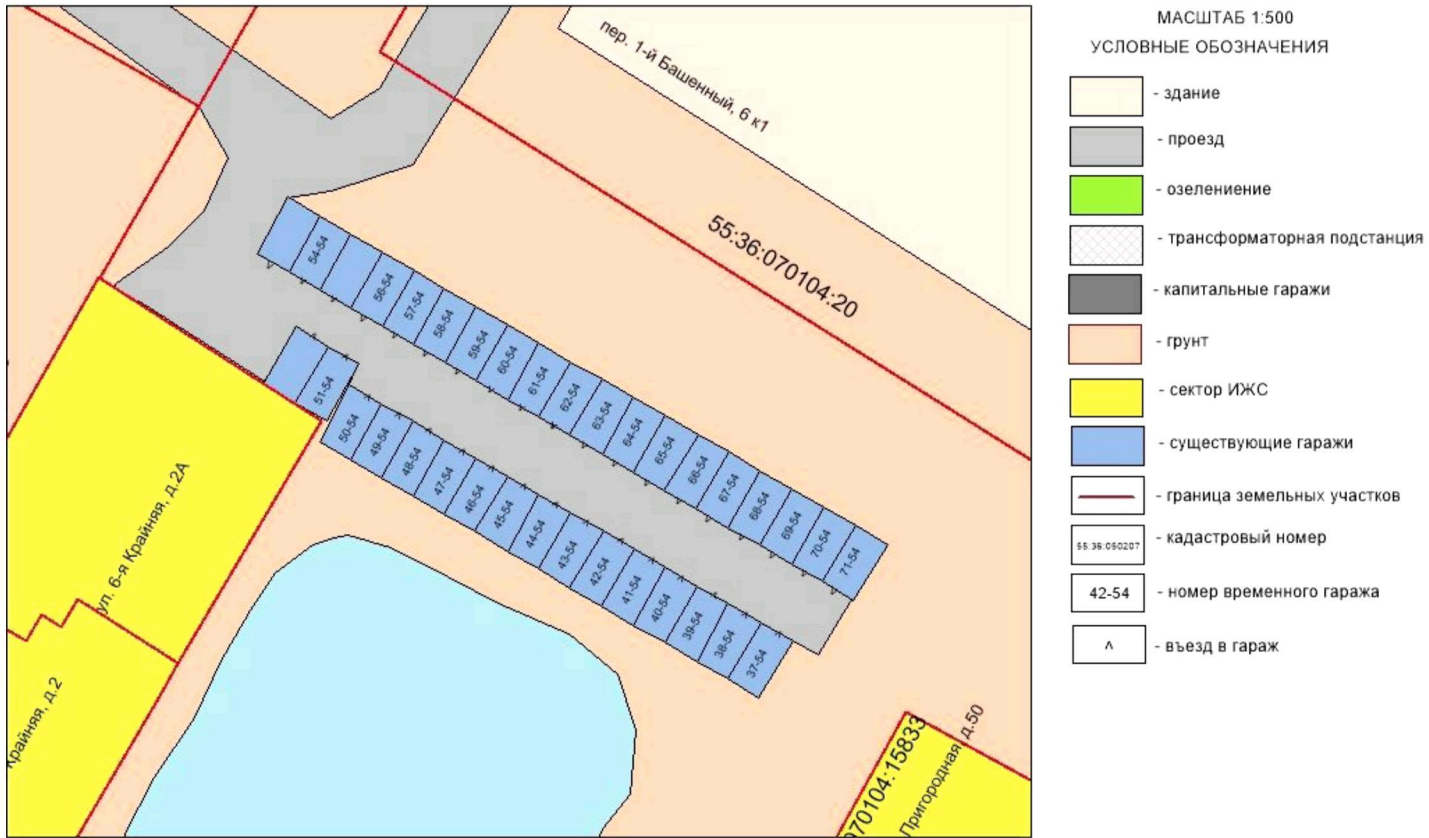 МАСШТАБ 1:500
УСЛОВНЫЕ ОБОЗНАЧЕНИЯ
- здание
- проезд
- озелениение
- трансформаторная подстанция
- капитальные гаражи
- грунт
- сектор ИЖС
- существующие гаражи
- граница земельных участков
55:36:050207
- кадастровый номер
42-54
- номер временного гаража
^
- въезд в гараж
пер. 1-й Башенный, 6 к1
55:36:070104:20
54-54
56-54
57-54
58-54
59-54
60-54
61-54
62-54
63-54
64-54
65-54
66-54
67-54
68-54
69-54
70-54
71-54
51-54
50-54
49-54
48-54
47-54
46-54
45-54
44-54
43-54
42-54
41-54
40-54
39-54
38-54
37-54
ул. 6-я Крайняя, д.2А
Крайняя, д.2
070104:15833
Пригородная, д.50